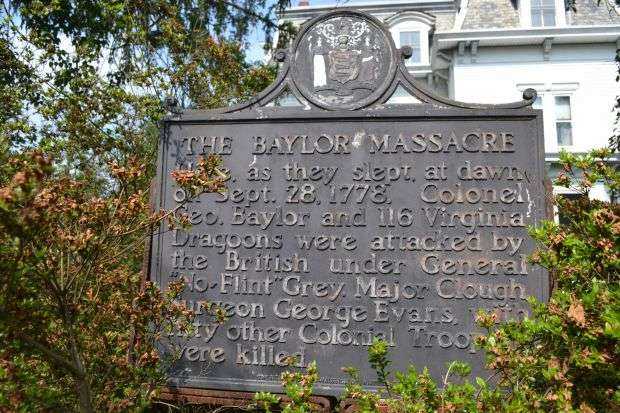 THE BAYLOR MASSACRE
as they slept, at dawn
on Sept. 28, 1778, Colonel
Geo. Baylor and 116 Virginia
Dragoons were attacked by
the British under General
"No-Flint" Grey. Major Clough,
Surgeon George Evans, with
other Colonial Troops
were killed.